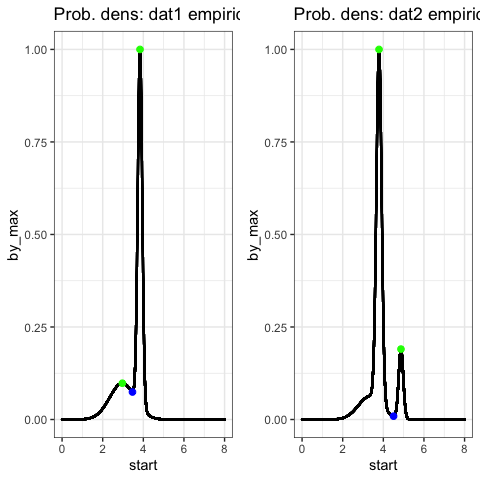 Prob. dens: dat1 empiric
1.00
0.75
0.50
0.25
0.00
by_max
0 2 4 6 8
start
Prob. dens: dat2 empiric
1.00
0.75
0.50
0.25
0.00
by_max
0 2 4 6 8
start